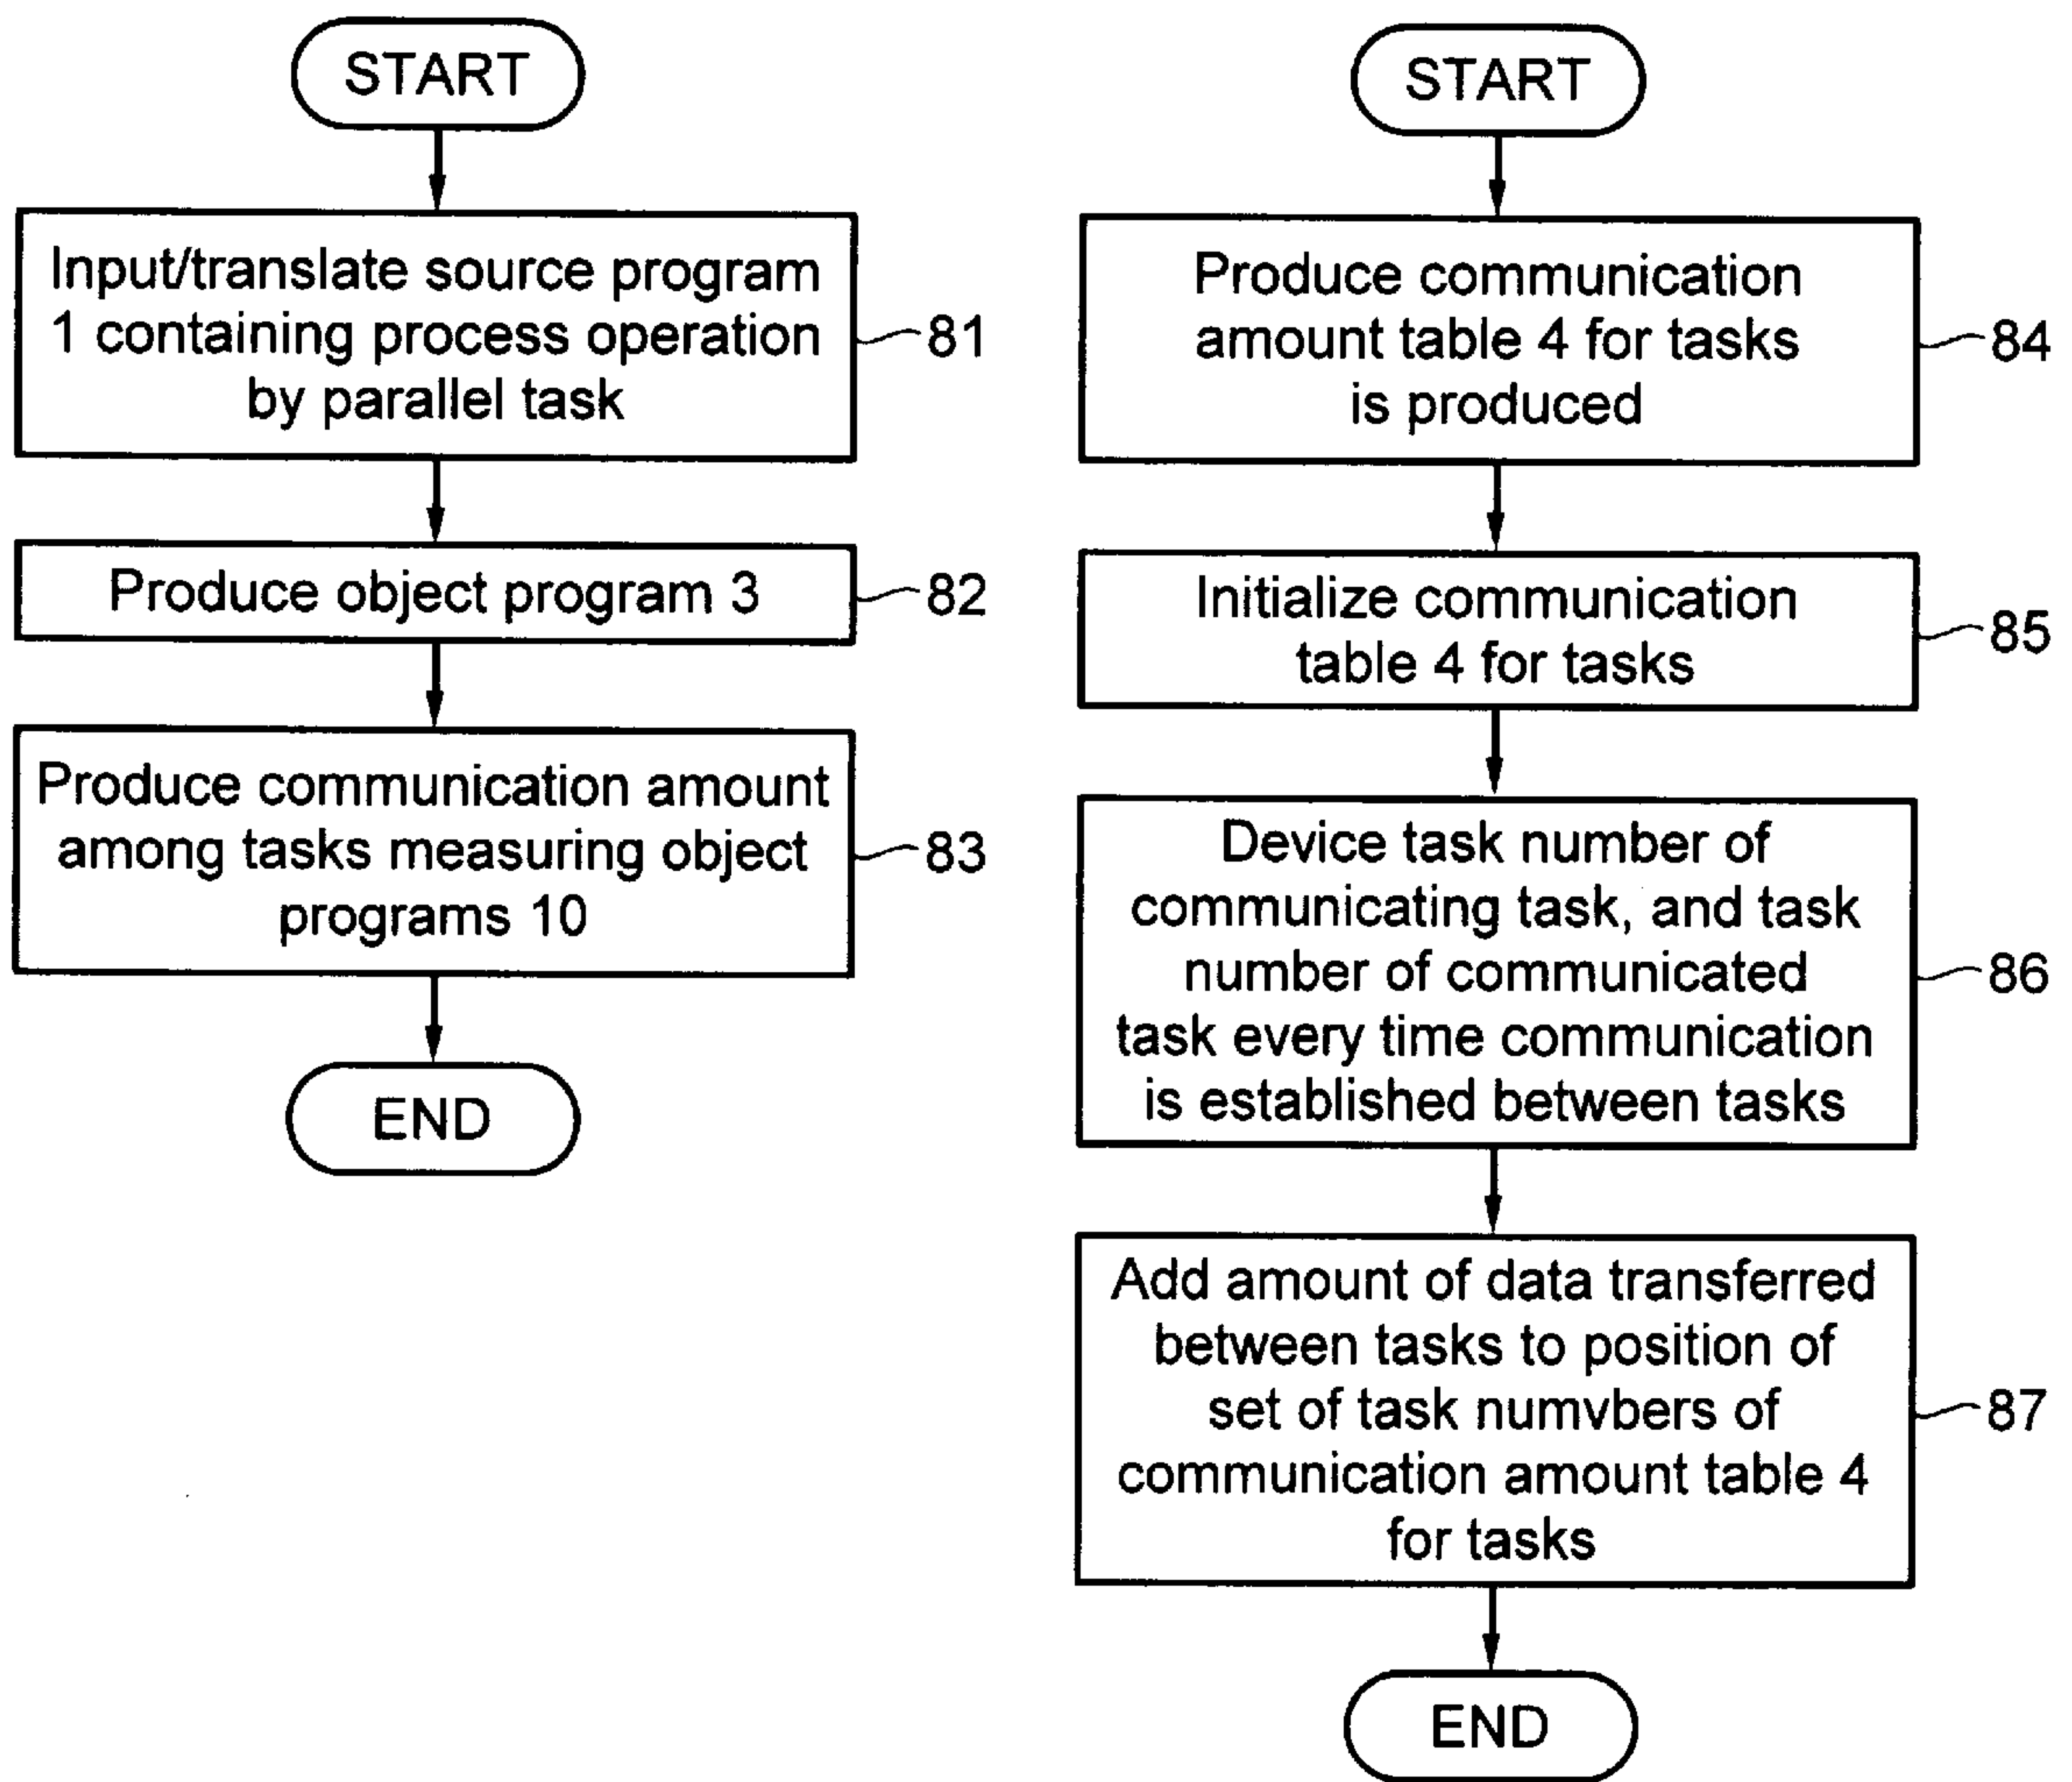 START
Input/translate source program
1 containing process operation
by parallel task
81
Produce object program 3
82
Produce communication amount
among tasks measuring object
programs 10
83
END
START
Produce communication
amount table 4 for tasks
is produced
84
Initialize communication
table 4 for tasks
85
Device task number of
communicating task, and task
number of communicated
task every time communication
is established between tasks
86
Add amount of data transferred
between tasks to position of
set of task numvbers of
communication amount table 4
for tasks
87
END